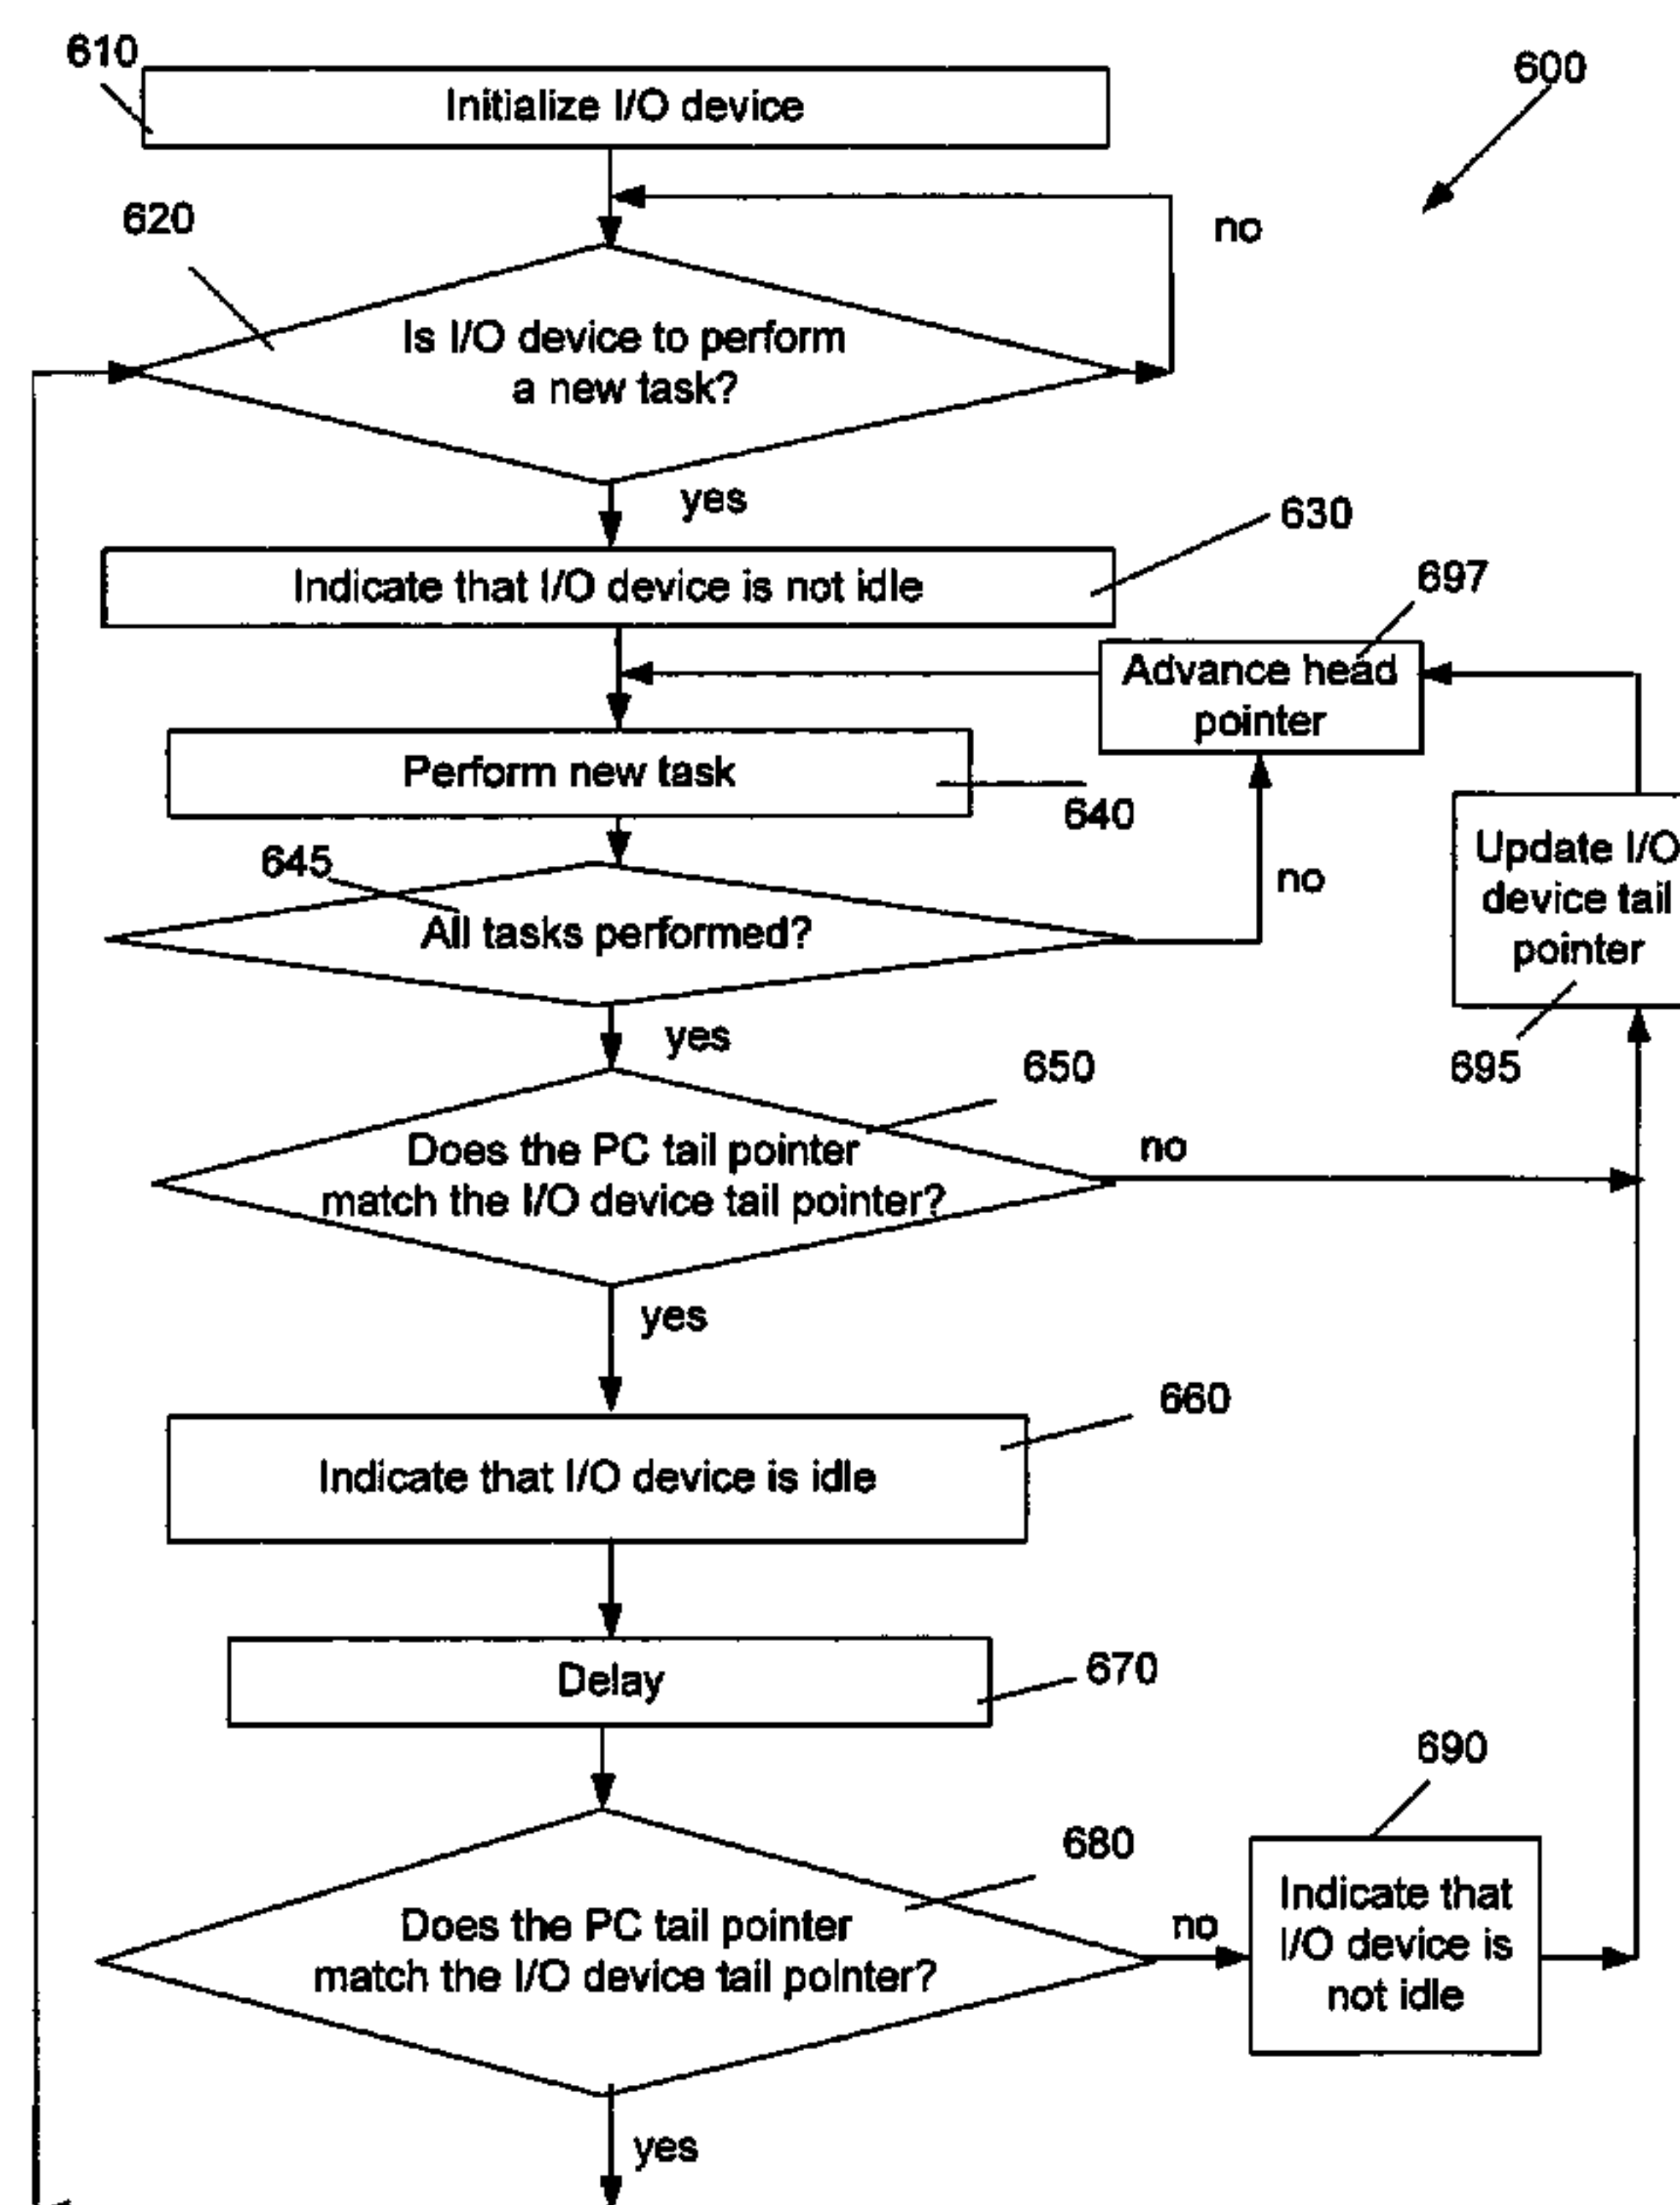 610
Initialize I/O device
600
620
no
Is I/O device to perform
a new task?
yes
630
Indicate that I/O device is not idle
697
Advance head
pointer
Perform new task
640
645
no
Update I/O
device tail
pointer
All tasks performed?
yes
650
695
Does the PC tail pointer
match the I/O device tail pointer?
no
yes
660
Indicate that I/O device is idle
670
Delay
690
680
Does the PC tail pointer
match the I/O device tail pointer?
no
Indicate that
I/O device is
not idle
yes